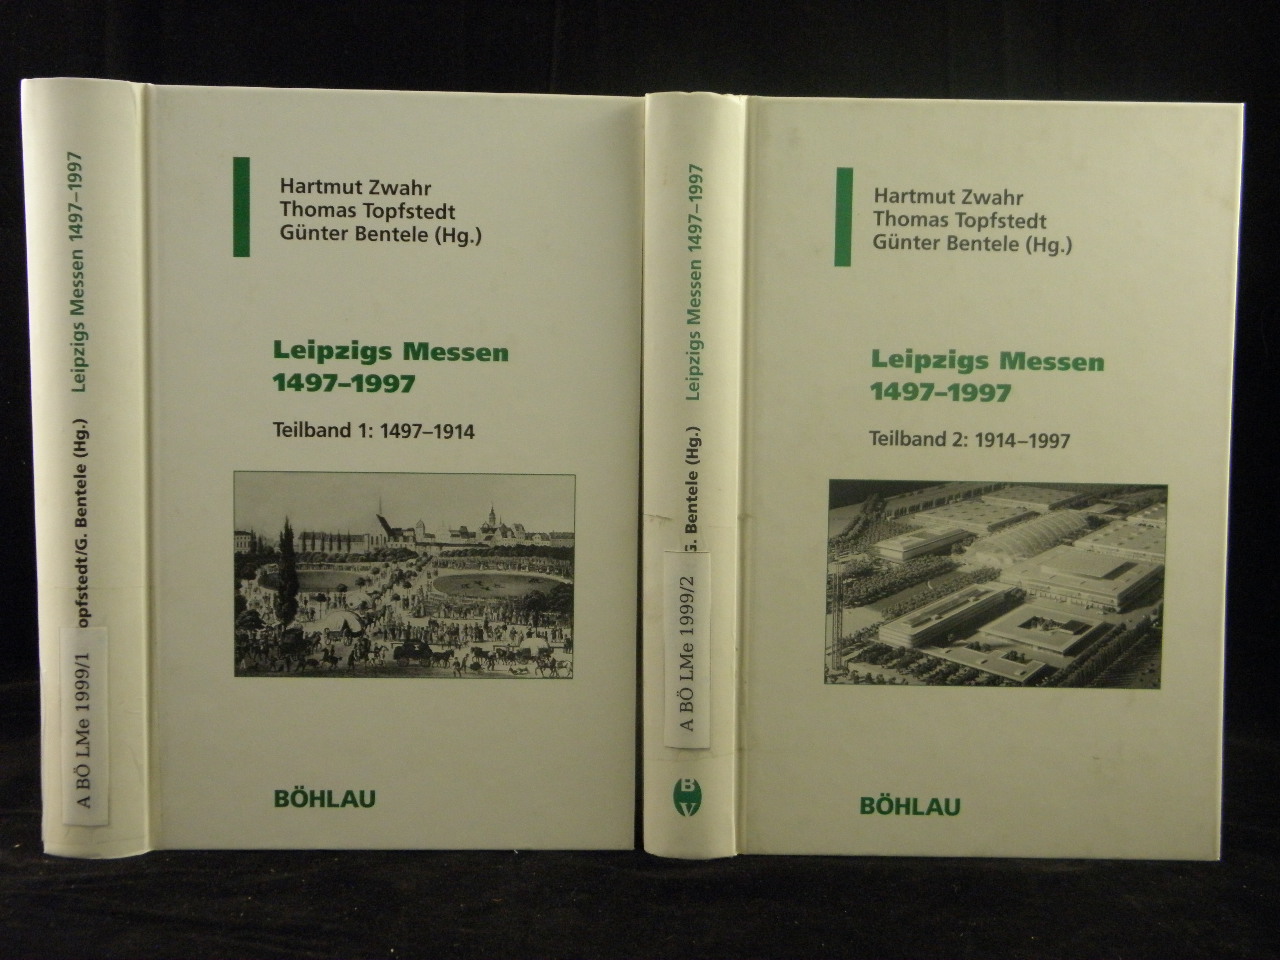 Leipzigs Messen 1497–1997
opfstedt/G. Bentele (Hg.)
A BÖ LMe 1999/1
Hartmut Zwahr
Thomas Topfstedt
Günter Bentele (Hg.)
Leipzigs Messen
1497–1997
Teilband 1: 1497–1914
BÖHLAU
Leipzigs Messen 1497–1997
G. Bentele (Hg.)
A BÖ LMe 1999/2
BV
Hartmut Zwahr
Thomas Topfstedt
Günter Bentele (Hg.)
Leipzigs Messen
1497–1997
Teilband 2: 1914–1997
BÖHLAU